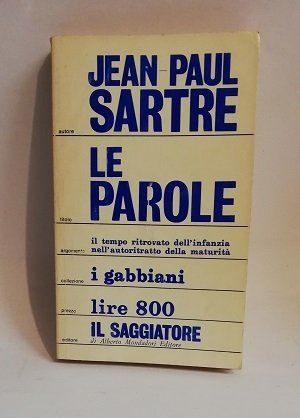 JEAN-PAUL
autore SARTRE
LE
titolo PAROLE
il tempo ritrovato dell'infanzia
argomento nell'autoritratto della maturità
collezione i gabbiani
prezzo lire 800
IL SAGGIATORE
editore di Alberto Mondadori Editore